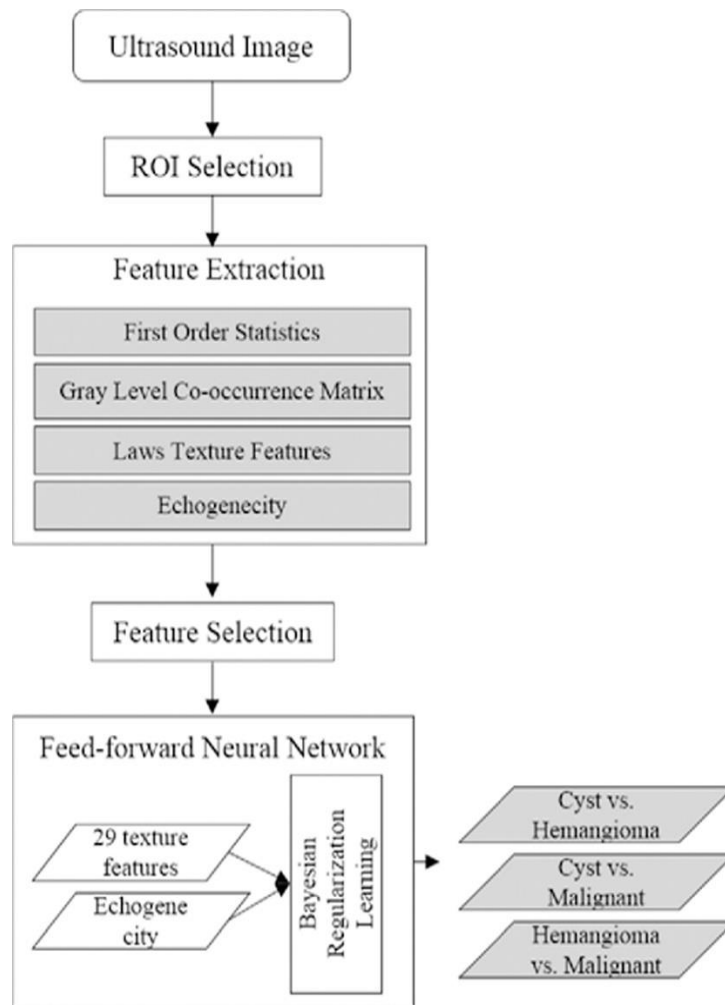 Ultrasound Image
ROI Selection
Feature Extraction
First Order Statistics
Gray Level Co-occurrence Matrix
Laws Texture Features
Echogenecity
Feature Selection
Feed-forward Neural Network
29 texture
features
Echogene
city
Bayesian
Regularization
Learning
Cyst vs.
Hemangioma
Cyst vs.
Malignant
Hemangioma
vs. Malignant